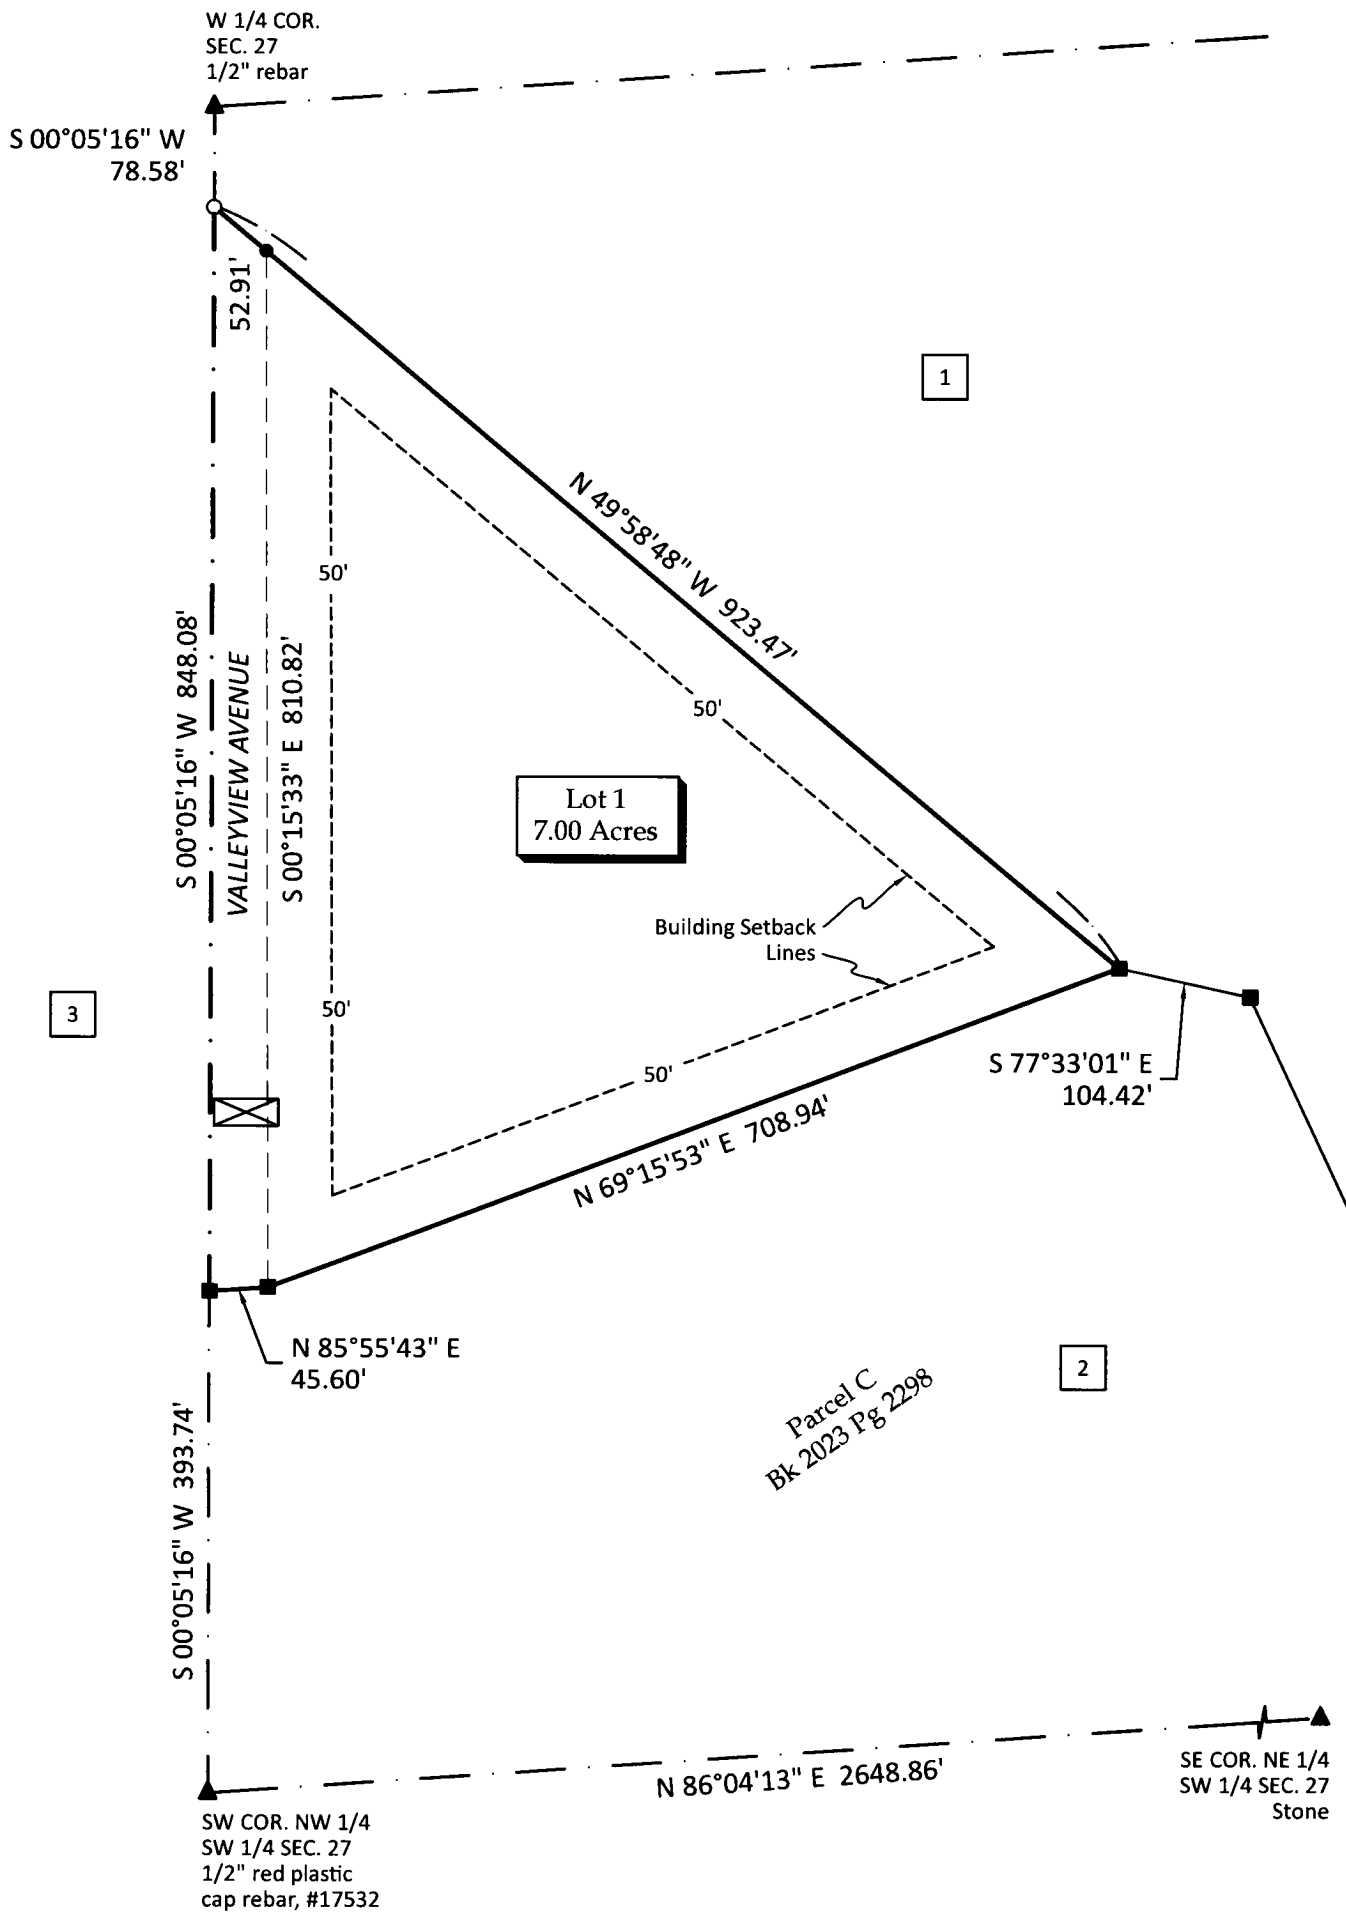 W 1/4 COR.
SEC. 27
1/2" rebar
S 00°05'16" W
78.58'
52.91'
1
N 49°58'48" W 923.47'
50'
S 00°05'16" W 848.08'
VALLEYVIEW AVENUE
S 00°15'33" E 810.82'
50'
Lot 1
7.00 Acres
Building Setback
Lines
3
50'
50'
S 77°33'01" E
104.42'
N 69°15'53" E 708.94'
N 85°55'43" E
45.60'
2
Parcel C
Bk 2023 Pg 2298
S 00°05'16" W 393.74'
N 86°04'13" E 2648.86'
SE COR. NE 1/4
SW 1/4 SEC. 27
Stone
SW COR. NW 1/4
SW 1/4 SEC. 27
1/2" red plastic
cap rebar, #17532